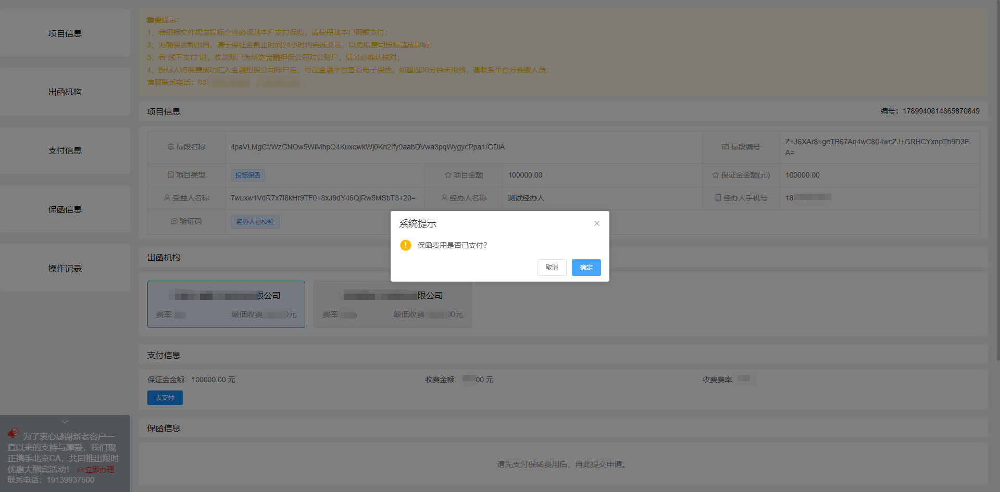 项目信息
出函机构
支付信息
保函信息
操作记录
为了衷心感谢新老客户一
直以来的支持与厚爱，我们现
正携手北京CA，共同推出限时
优惠大酬宾活动！ <<立即办理
联系电话：19139937500
重要提示：
1、若招标文件规定投标企业必须基本户支付保费，请使用基本户网银支付；
2、为确保顺利出函，请于保证金截止时间24小时内完成交易，以免给贵司投标造成影响；
3、若“线下支付”时，收款账户为所选金融担保公司对公账户，请务必确认核对；
4、投标人将保费成功汇入金融担保公司账户后，可在金融平台查看电子保函，如超过30分钟未出函，请联系平台方客服人员；
客服联系电话：037
项目信息 编号：1789940814865870849
标段名称 4paVLMgCt/WzGNOw5WiMhpQ4KuxowkWj0Kn2Ify9aabDVwa3pqWygycPpa1/GDIA 标段编号 Z+J6XAr8+geTB67Aq4wC804wcZJ+GRHCYxnpTh9D3E
A=
项目类型 投标保函 项目金额 100000.00 保证金金额(元) 100000.00
受益人名称 7wuxw1VdR7x7i8kHr9TF0+8xJ9dY46QjRw5MSbT3+20= 经办人名称 测试经办人 经办人手机号 18
验证码 经办人已校验
系统提示
保函费用是否已支付？
取消 确定
出函机构
限公司 限公司
费率: 最低收费 0元 费率 最低收费: 00元
支付信息
保证金金额: 100000.00 元 收费金额: 00 元 收费费率:
去支付
保函信息
请先支付保函费用后，再此提交申请。